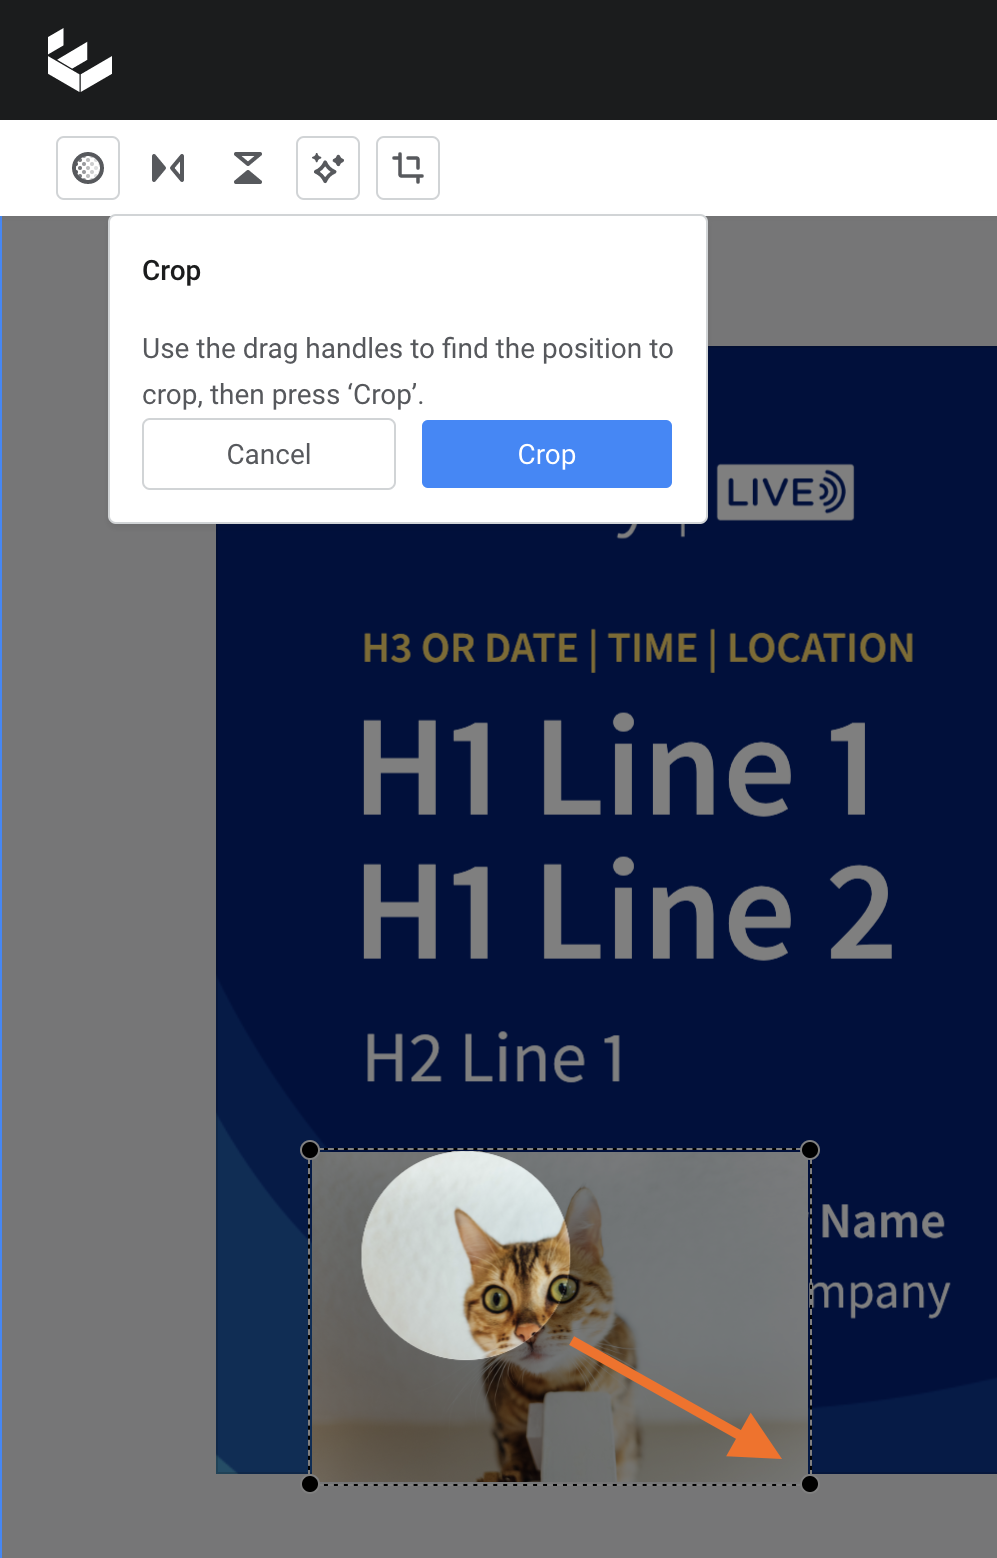 Crop
Use the drag handles to find the position to
crop, then press ‘Crop’.
Cancel
Crop
LIVE
H3 OR DATE | TIME | LOCATION
H1 Line 1
H1 Line 2
H2 Line 1
Name